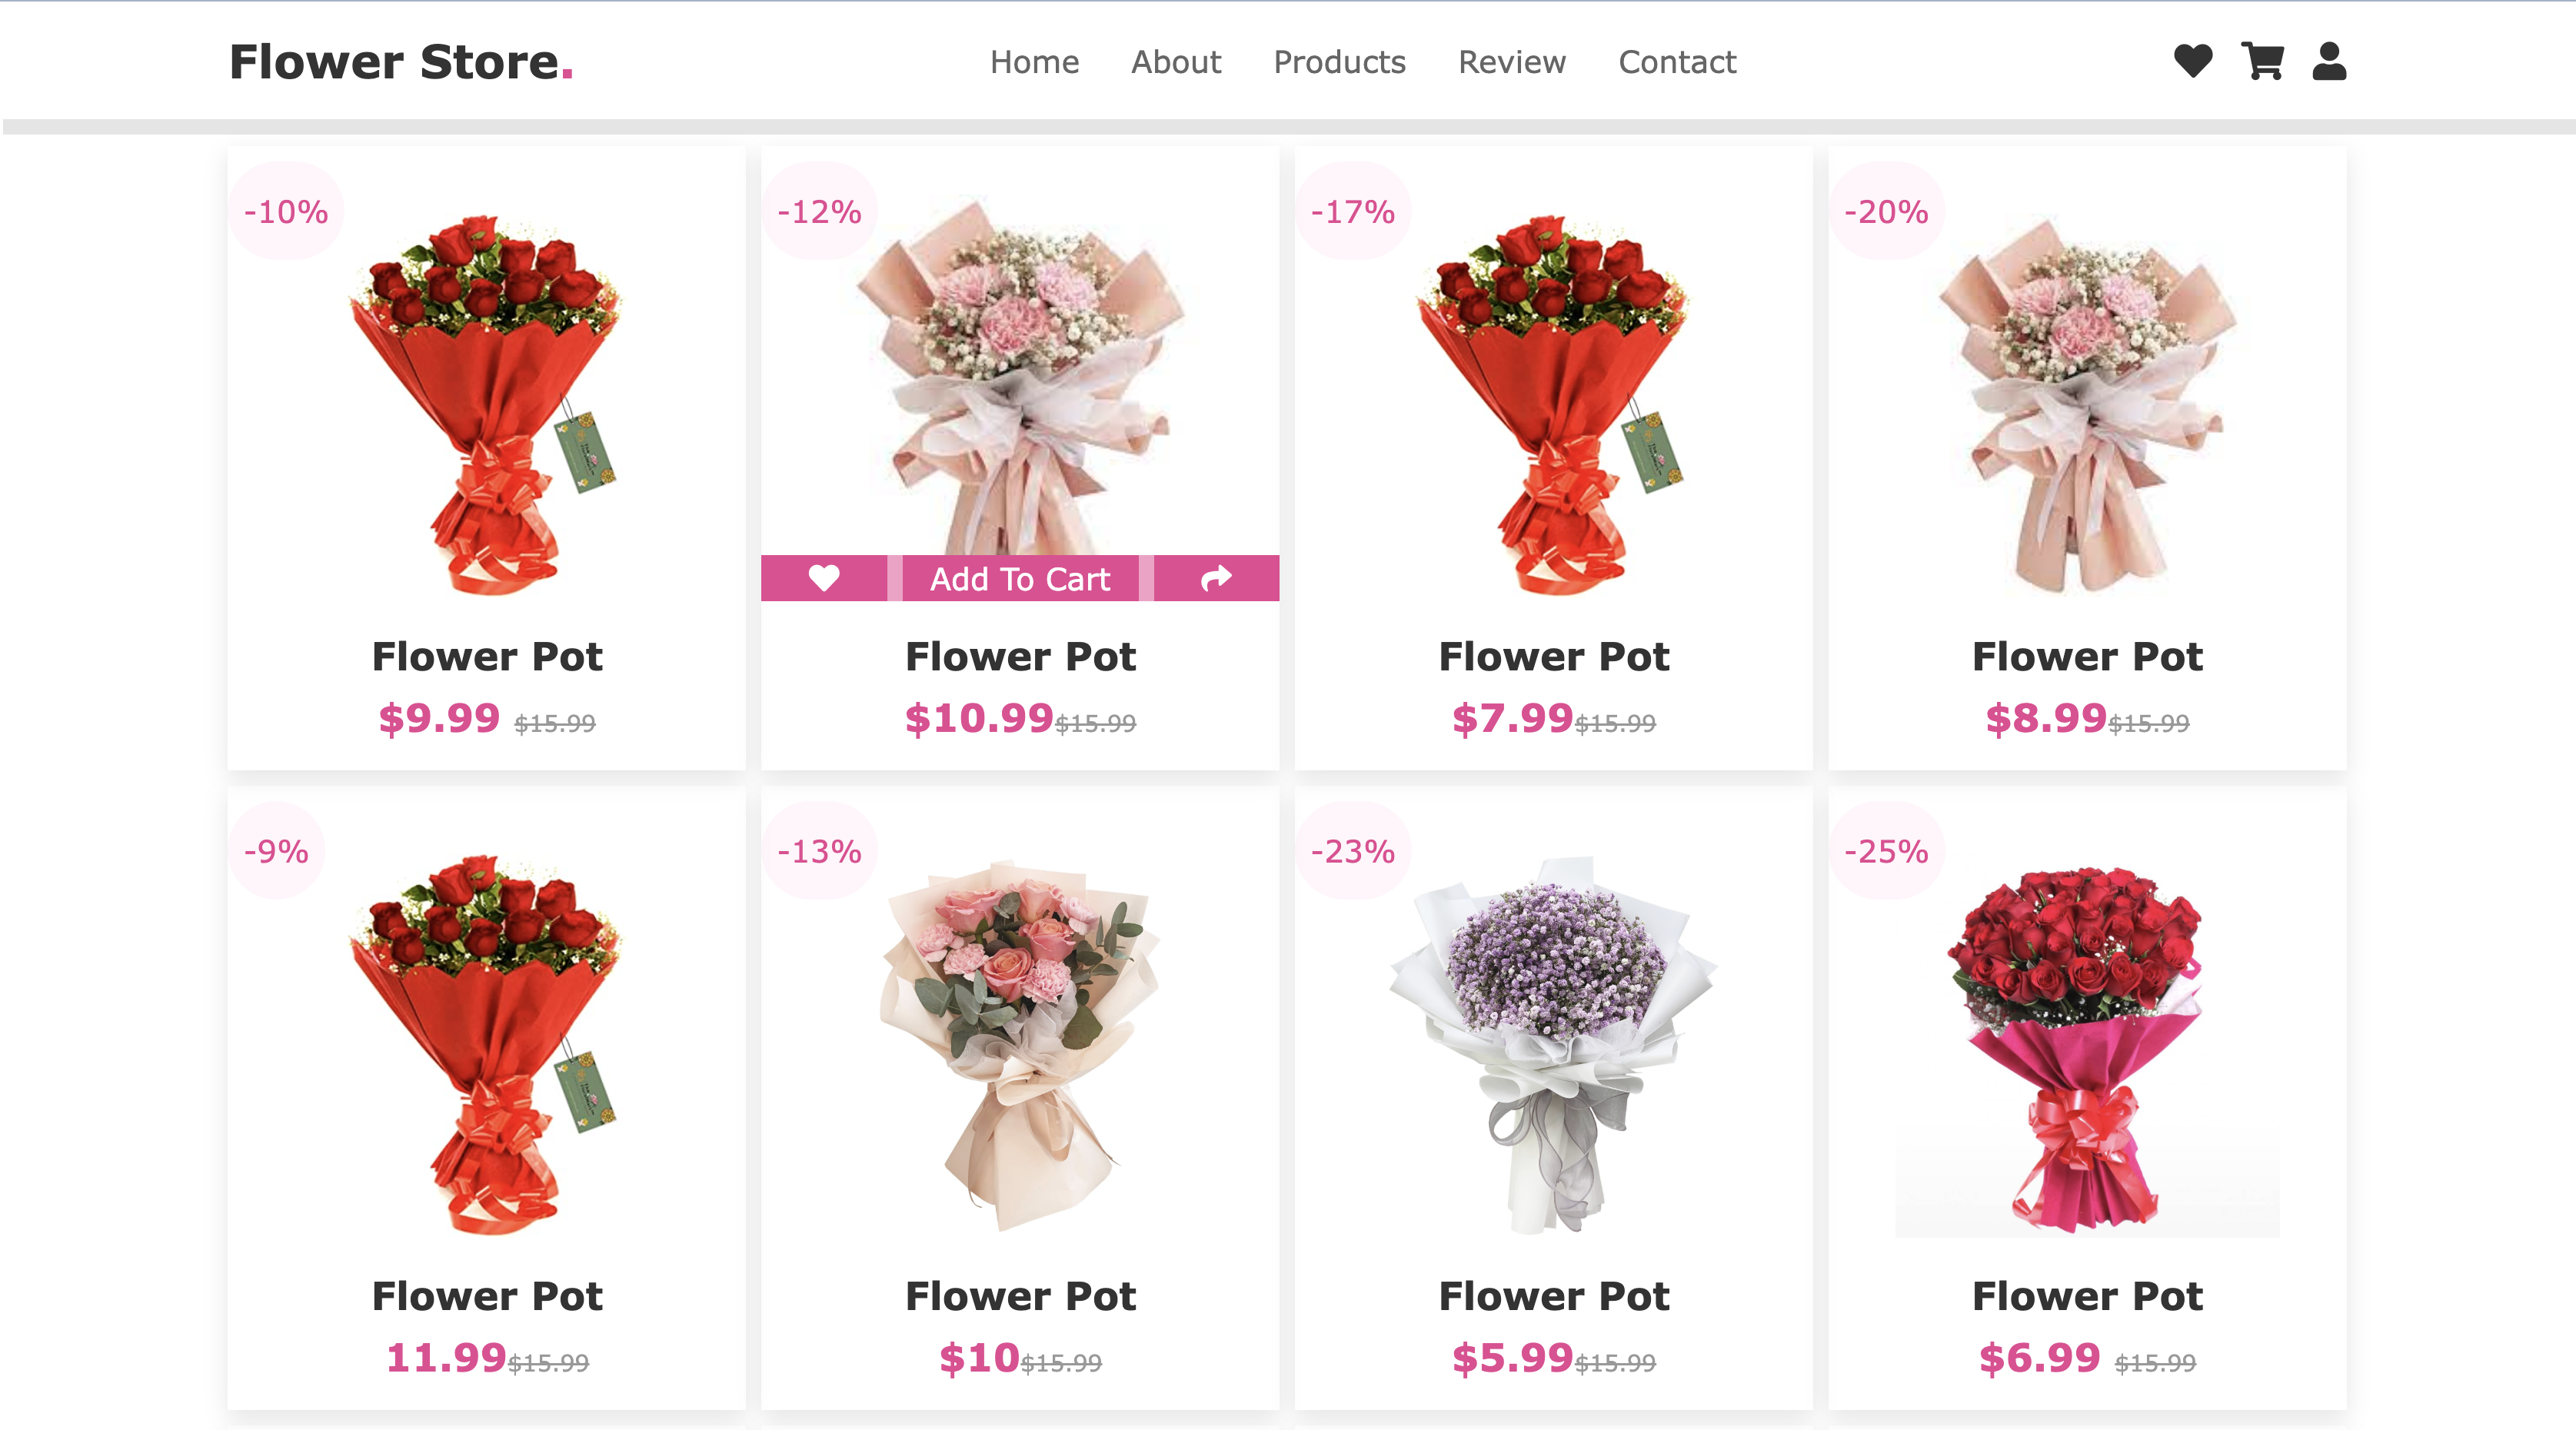 Flower Store.
Home About Products Review Contact
-10% -12% -17% -20%
Add To Cart
Flower Pot Flower Pot Flower Pot Flower Pot
$9.99 $15.99 $10.99$15.99 $7.99$15.99 $8.99$15.99
-9% -13% -23% -25%
Flower Pot Flower Pot Flower Pot Flower Pot
11.99$15.99 $10$15.99 $5.99$15.99 $6.99 $15.99